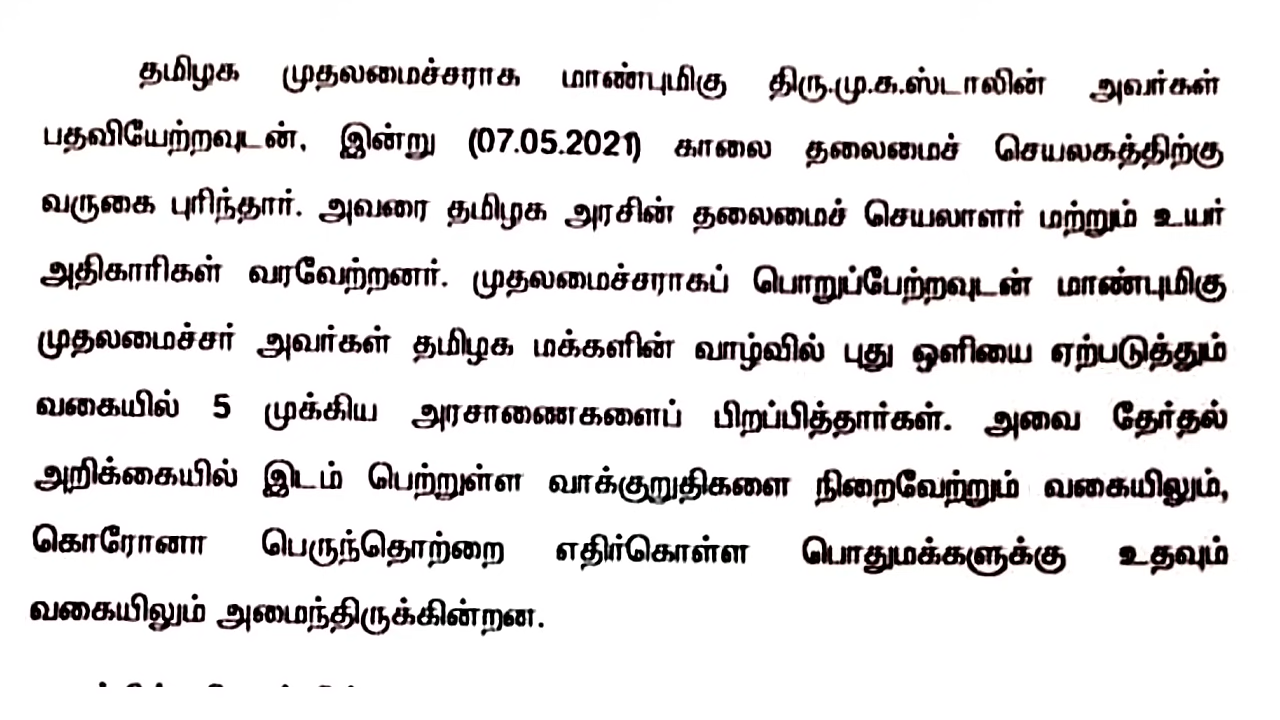 தமிழக முதலமைச்சராக மாண்புமிகு திரு.மு.க.ஸ்டாலின் அவர்கள்
பதவியேற்றவுடன், இன்று (07.05.2021) காலை தலைமைச் செயலகத்திற்கு
வருகை புரிந்தார். அவரை தமிழக அரசின் தலைமைச் செயலாளர் மற்றும் உயர்
அதிகாரிகள் வரவேற்றனர். முதலமைச்சராகப் பொறுப்பேற்றவுடன் மாண்புமிகு
முதலமைச்சர் அவர்கள் தமிழக மக்களின் வாழ்வில் புது ஒளியை ஏற்படுத்தும்
வகையில் 5 முக்கிய அரசாணைகளைப் பிறப்பித்தார்கள். அவை தேர்தல்
அறிக்கையில் இடம் பெற்றுள்ள வாக்குறுதிகளை நிறைவேற்றும் வகையிலும்,
கொரோனா பெருந்தொற்றை எதிர்கொள்ள பொதுமக்களுக்கு உதவும்
வகையிலும் அமைந்திருக்கின்றன.